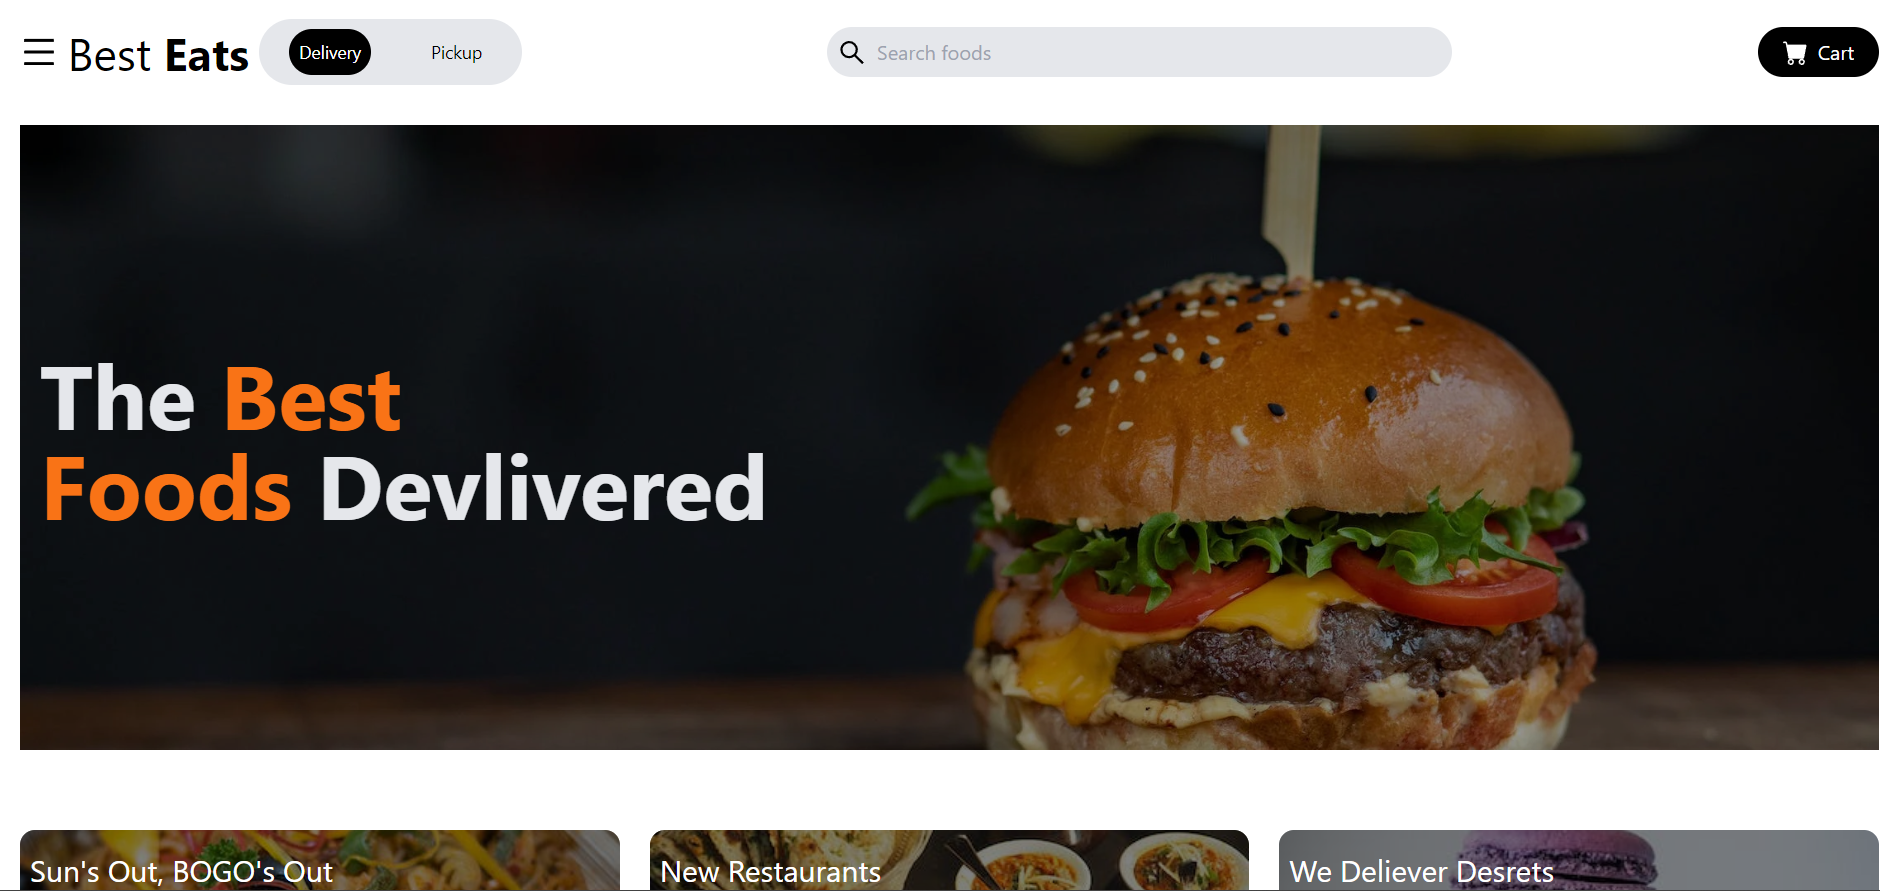 Best Eats
Delivery
Pickup
Search foods
Cart
The Best
Foods Devlivered
Sun's Out, BOGO's Out
New Restaurants
We Deliever Desrets